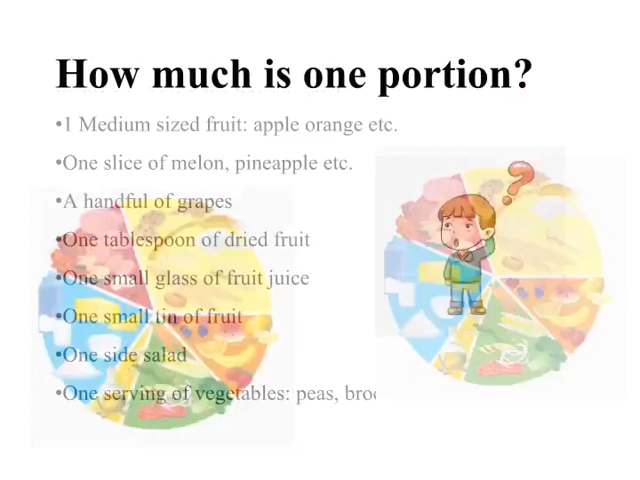 How much is one portion?
•1 Medium sized fruit: apple orange etc.
•One slice of melon, pineapple etc.
•A handful of grapes
•One tablespoon of dried fruit
•One small glass of fruit juice
•One small tin of fruit
•One side salad
•One serving of vegetables: peas,